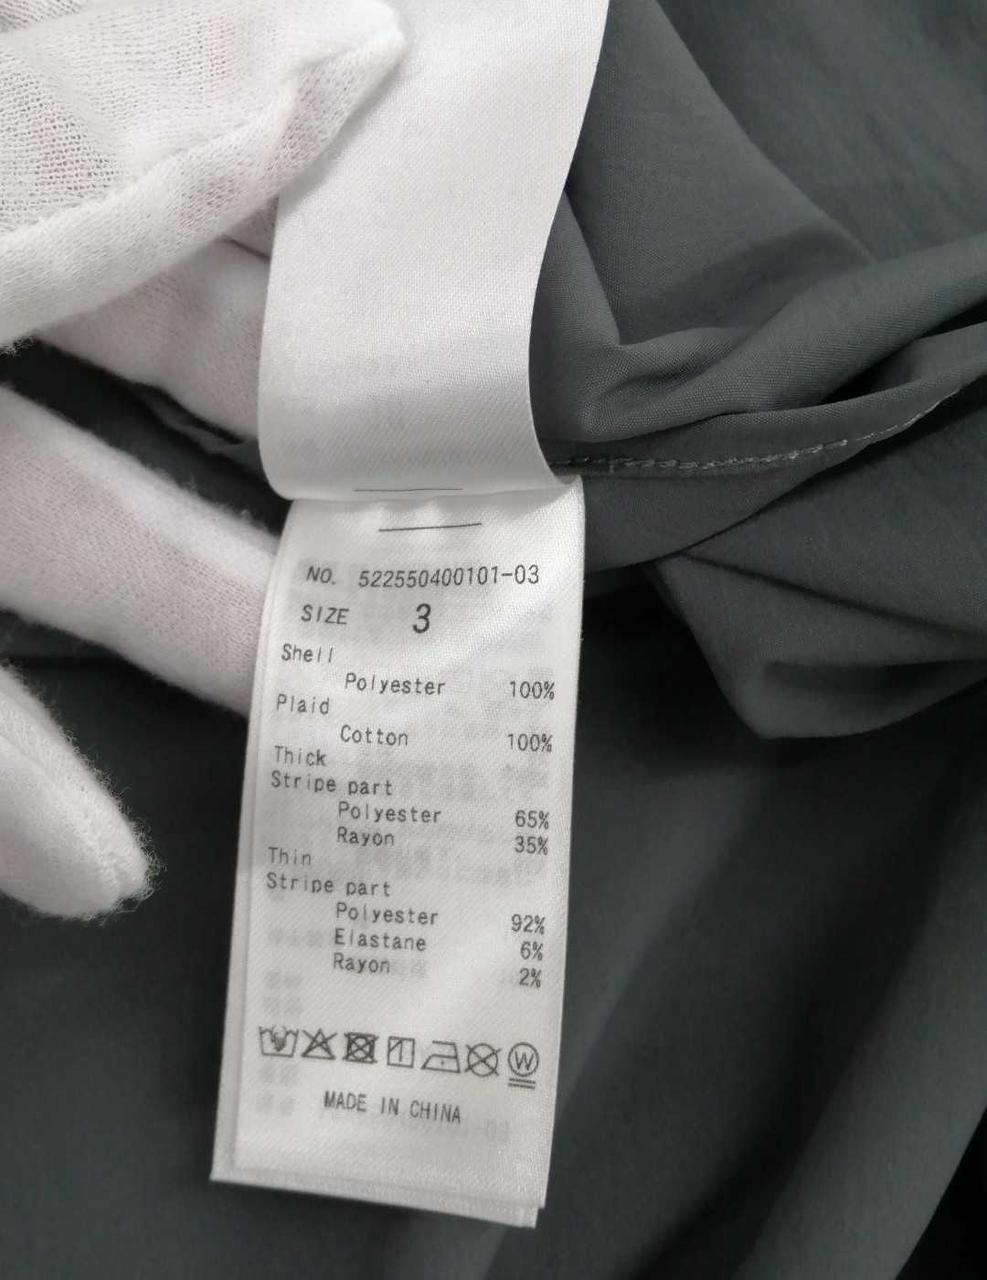 NO. 522550400101-03
SIZE 3
Shell
Polyester 100%
Plaid
Cotton 100%
Thick
Stripe part
Polyester 65%
Rayon 35%
Thin
Stripe part
Polyester 92%
Elastane 6%
Rayon 2%
W
MADE IN CHINA